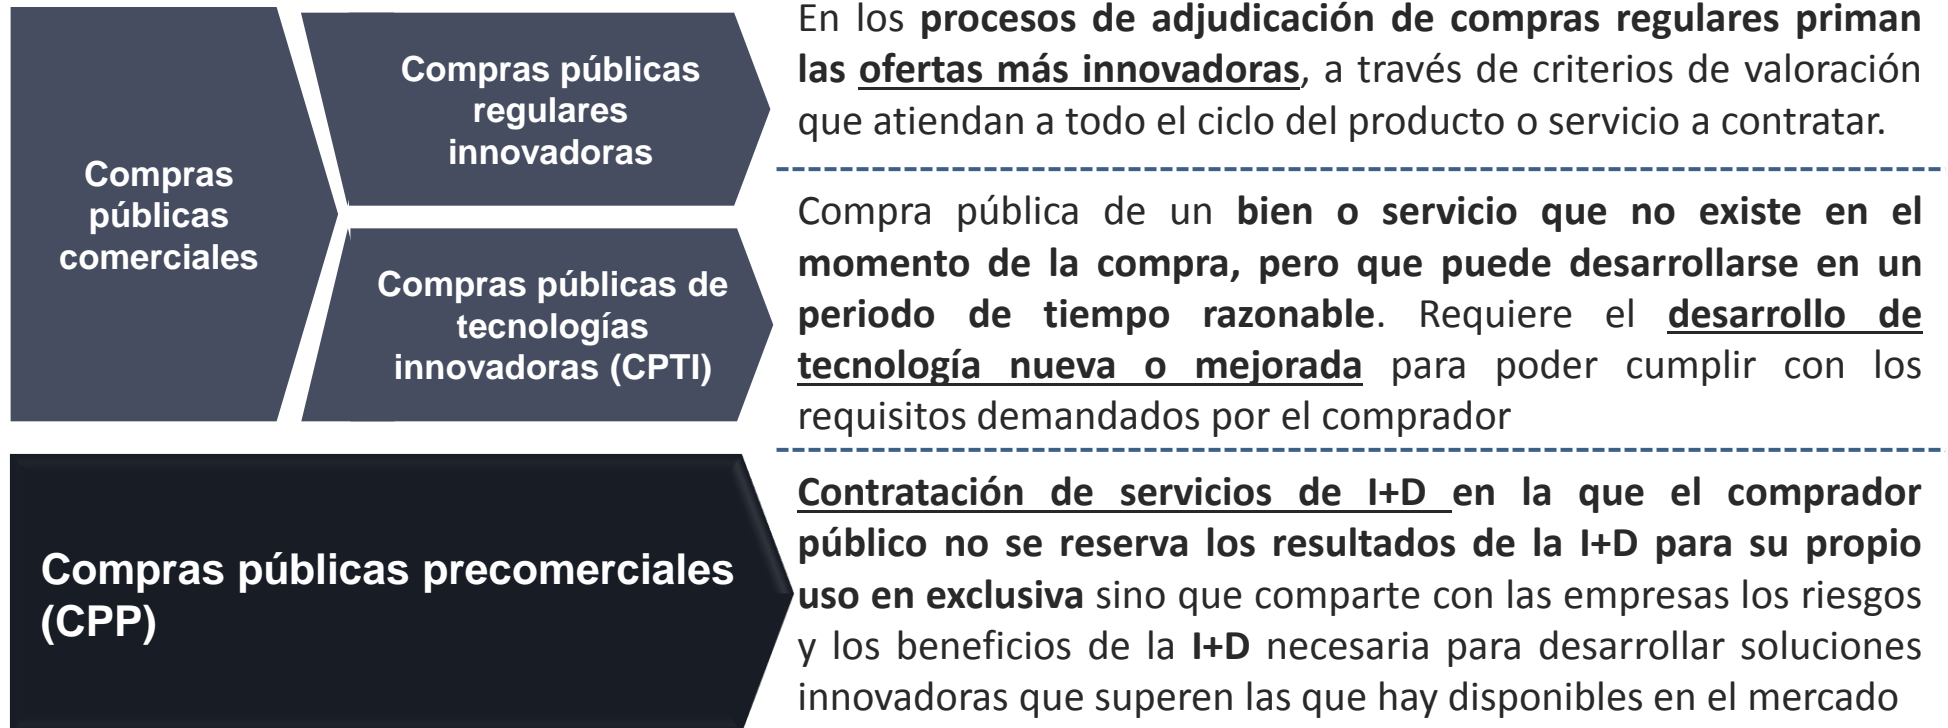 Compras
públicas
comerciales
Compras públicas
regulares
innovadoras
En los procesos de adjudicación de compras regulares priman
las ofertas más innovadoras, a través de criterios de valoración
que atiendan a todo el ciclo del producto o servicio a contratar.
Compras públicas de
tecnologías
innovadoras (CPTI)
Compra pública de un bien o servicio que no existe en el
momento de la compra, pero que puede desarrollarse en un
periodo de tiempo razonable. Requiere el desarrollo de
tecnología nueva o mejorada para poder cumplir con los
requisitos demandados por el comprador
Compras públicas precomerciales
(CPP)
Contratación de servicios de I+D en la que el comprador
público no se reserva los resultados de la I+D para su propio
uso en exclusiva sino que comparte con las empresas los riesgos
y los beneficios de la I+D necesaria para desarrollar soluciones
innovadoras que superen las que hay disponibles en el mercado